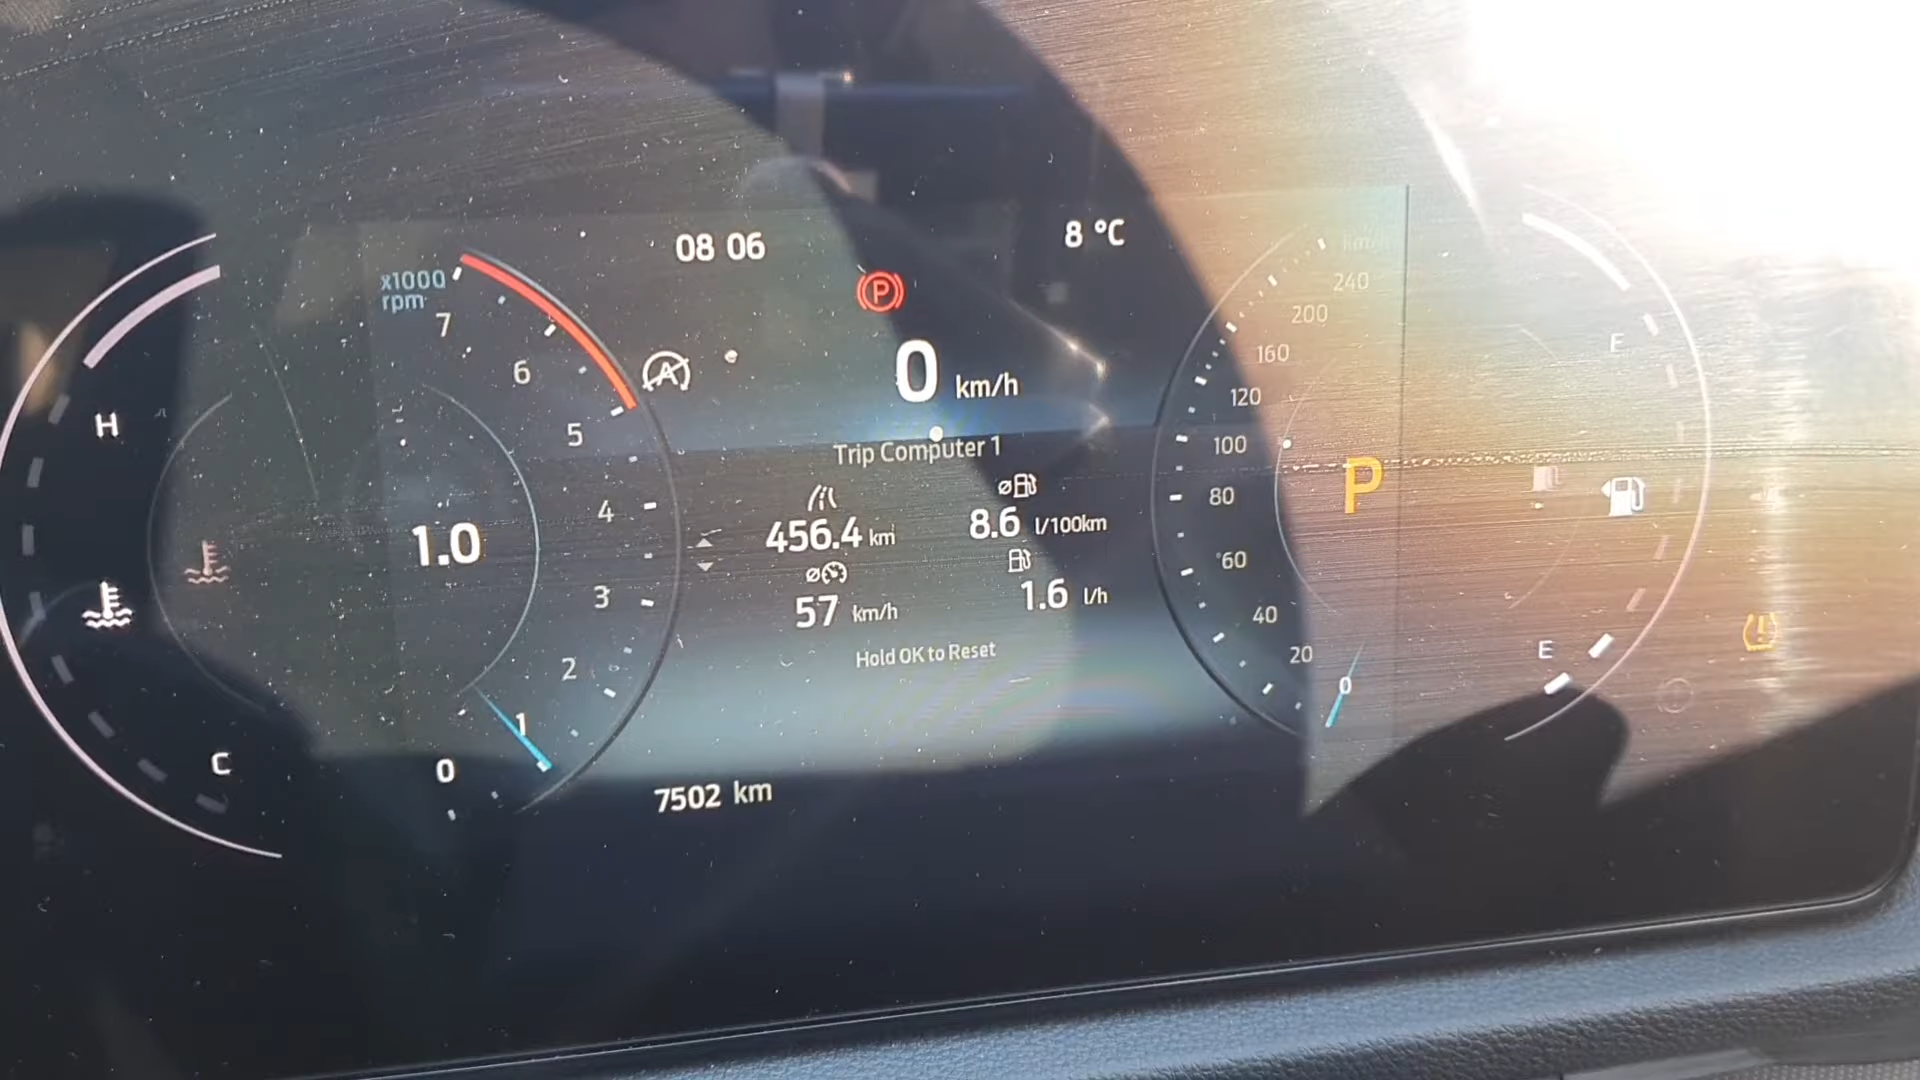 08 06
8 °C
x1000
rpm
7
6
5
4
3
2
1
0
1.0
H
C
A
P
0 km/h
Trip Computer 1
456.4 km
8.6 l/100km
57 km/h
1.6 l/h
Hold OK to Reset
7502 km
km/h
240
200
160
120
100
80
60
40
20
0
P
F
E